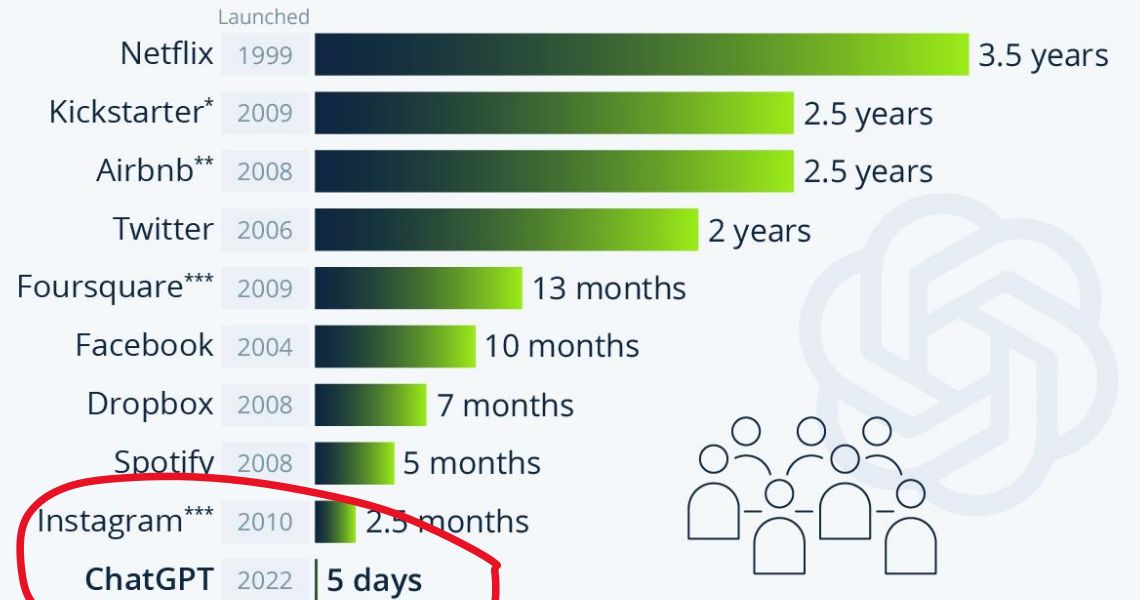 Launched
Netflix 1999 3.5 years
Kickstarter* 2009 2.5 years
Airbnb** 2008 2.5 years
Twitter 2006 2 years
Foursquare*** 2009 13 months
Facebook 2004 10 months
Dropbox 2008 7 months
Spotify 2008 5 months
Instagram*** 2010 2.5 months
ChatGPT 2022 5 days